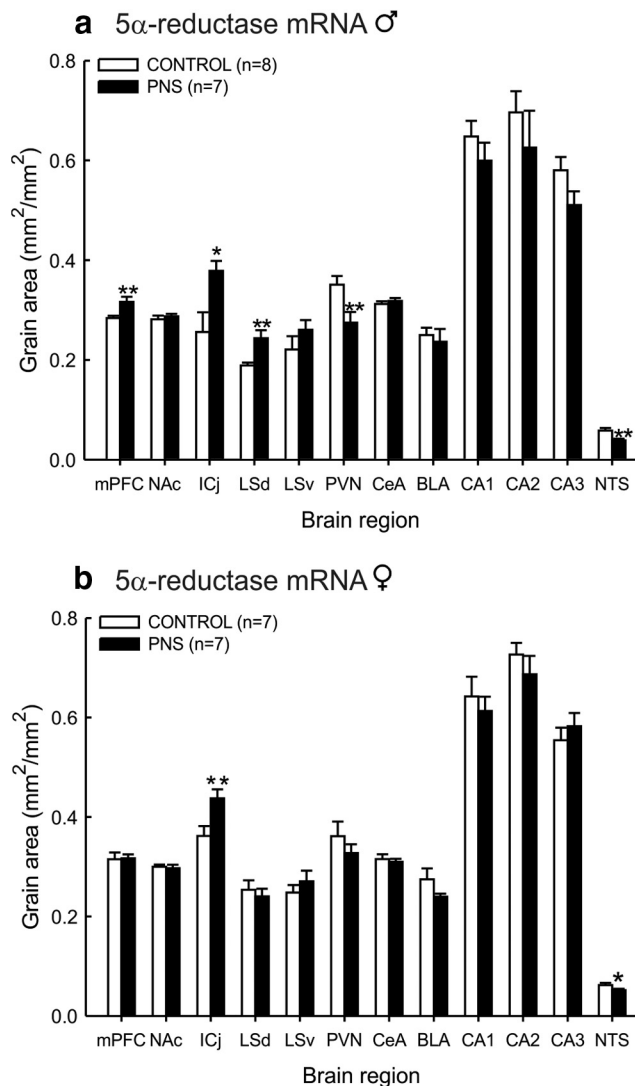 a 5α-reductase mRNA ♂
CONTROL (n=8)
PNS (n=7)
Grain area (mm²/mm²)
0.8
0.6
0.4
0.2
0.0
** * ** ** **
mPFC NAc ICj LSd LSv PVN CeA BLA CA1 CA2 CA3 NTS
Brain region
b 5α-reductase mRNA ♀
CONTROL (n=7)
PNS (n=7)
Grain area (mm²/mm²)
0.8
0.6
0.4
0.2
0.0
** *
mPFC NAc ICj LSd LSv PVN CeA BLA CA1 CA2 CA3 NTS
Brain region